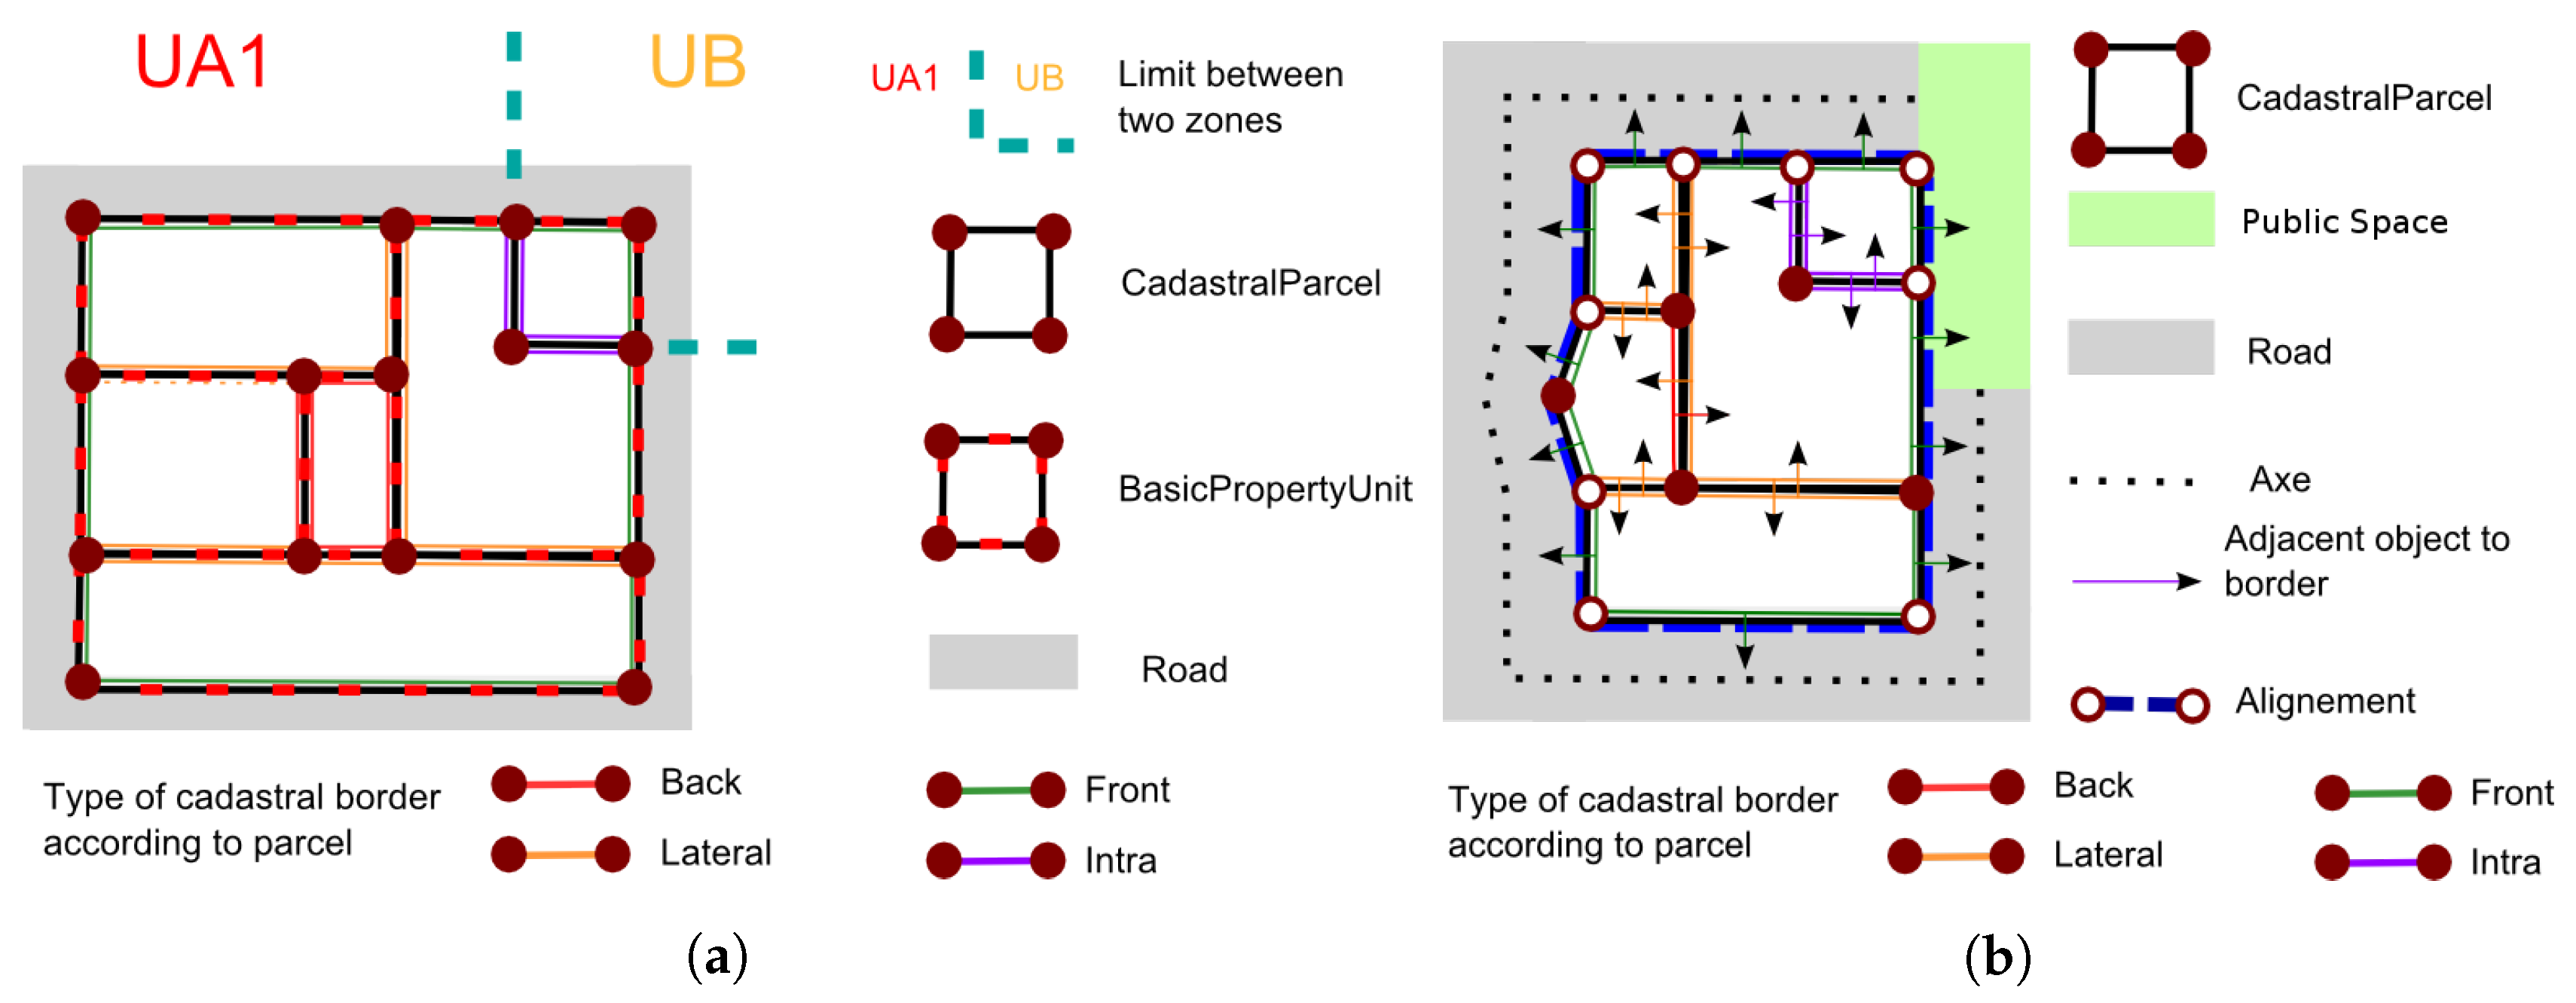 UA1
UB
UA1
UB
Limit between
two zones
CadastralParcel
BasicPropertyUnit
Road
Type of cadastral border
according to parcel
Back
Lateral
Front
Intra
(a)
CadastralParcel
Public Space
Road
Axe
Adjacent object to
border
Alignement
Type of cadastral border
according to parcel
Back
Lateral
Front
Intra
(b)